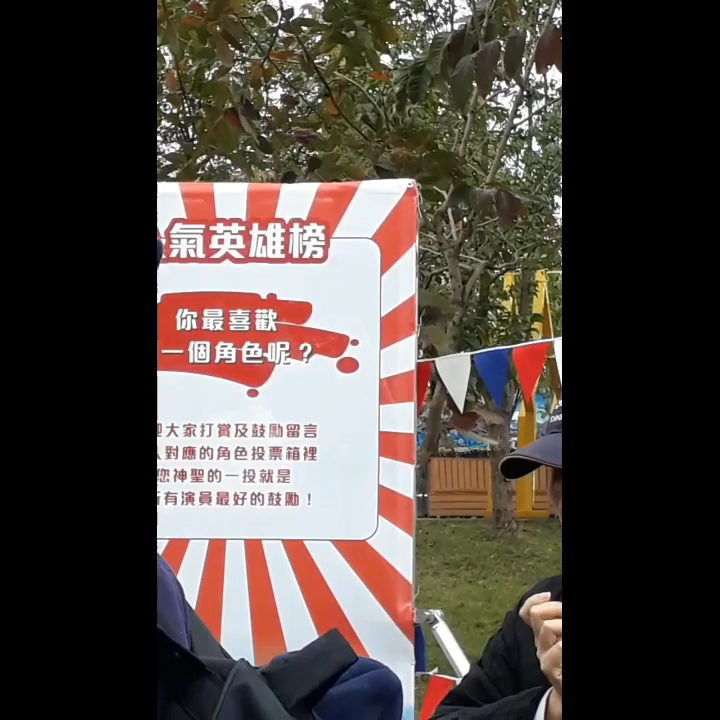 氣英雄榜
你最喜歡
一個角色呢？
迎大家打賞及鼓勵留言
入對應的角色投票箱裡
您神聖的一投就是
所有演員最好的鼓勵！